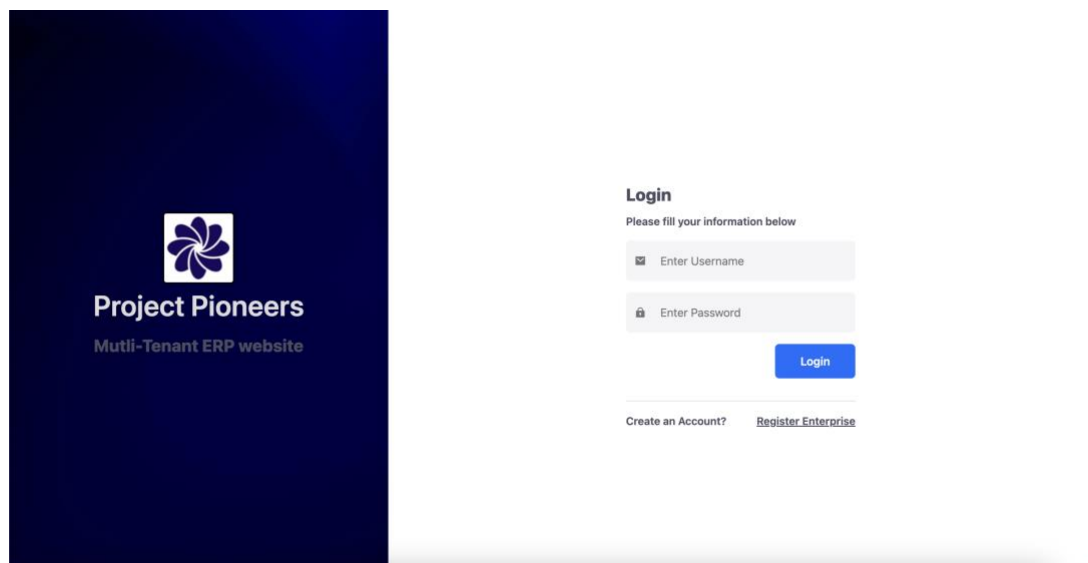 Project Pioneers
Mutli-Tenant ERP website
Login
Please fill your information below
Enter Username
Enter Password
Login
Create an Account? Register Enterprise